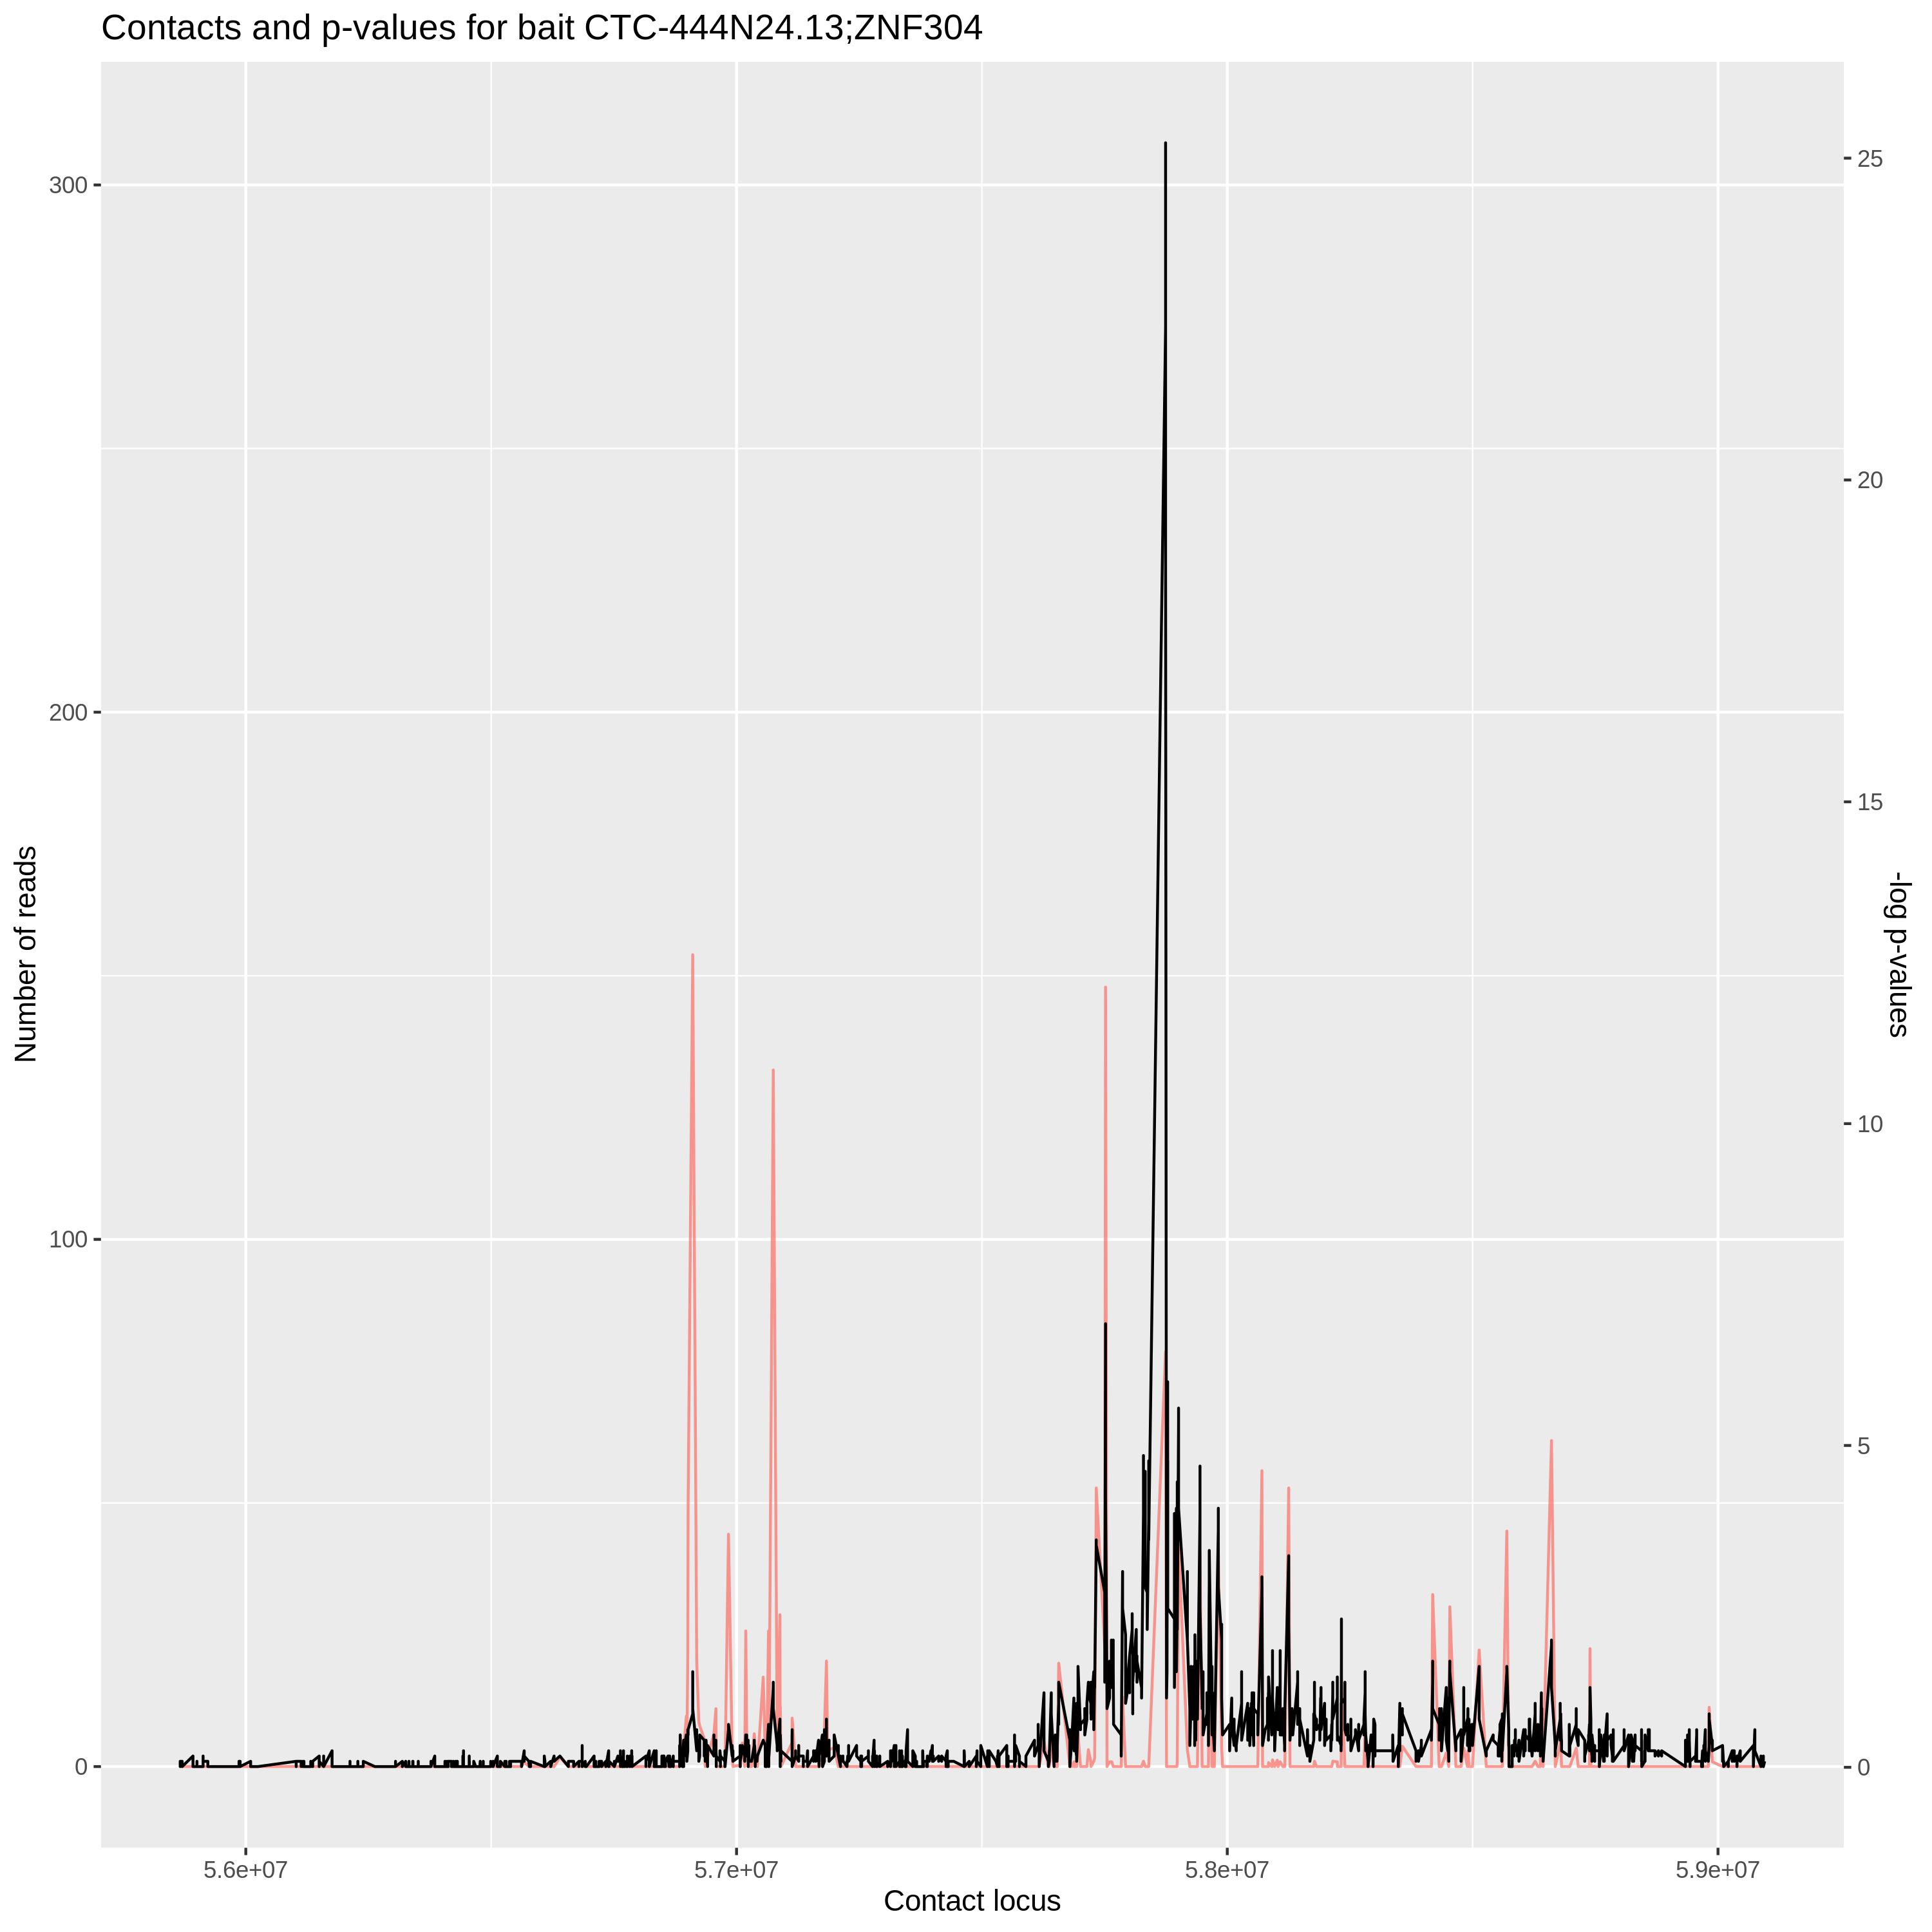 Contacts and p-values for bait CTC-444N24.13;ZNF304
Number of reads
300
200
100
0
25
20
15
10
5
0
-log p-values
5.6e+07
5.7e+07
5.8e+07
5.9e+07
Contact locus